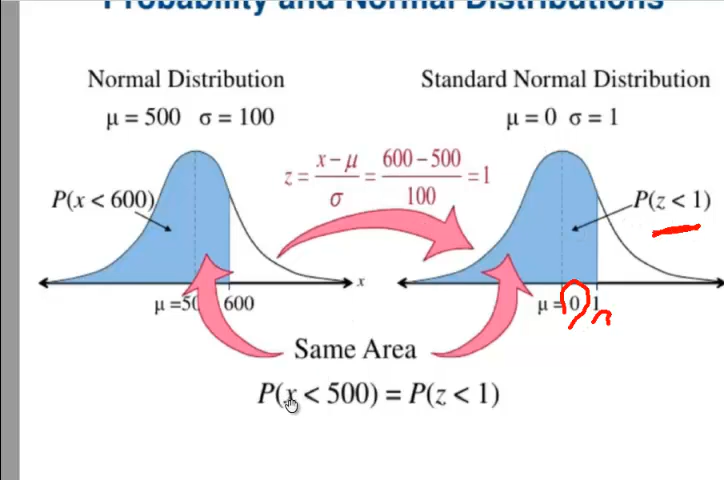 Probability and Normal Distributions
Normal Distribution
μ = 500 σ = 100
P(x < 600)
μ =50 600
x
z = x − μ / σ = 600 − 500 / 100 = 1
Standard Normal Distribution
μ = 0 σ = 1
P(z < 1)
μ = 0 1
Same Area
P(x < 500) = P(z < 1)